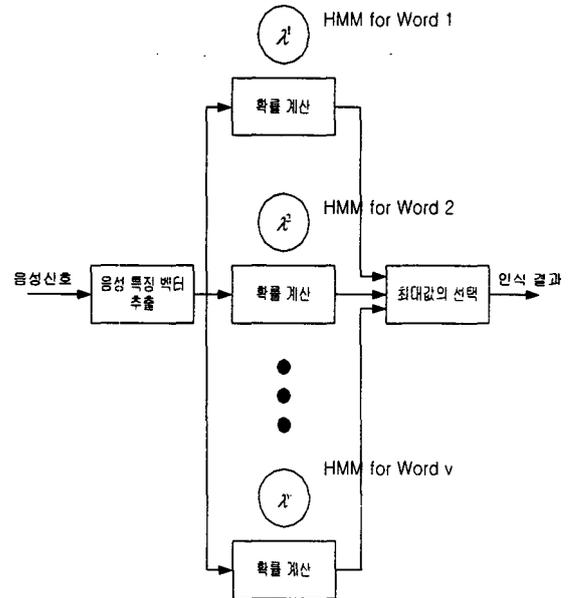 HMM for Word 1
λ¹
확률 계산
HMM for Word 2
λ²
음성신호
음성 특징 벡터
추출
확률 계산
최대값의 선택
인식 결과
HMM for Word v
λᵛ
확률 계산